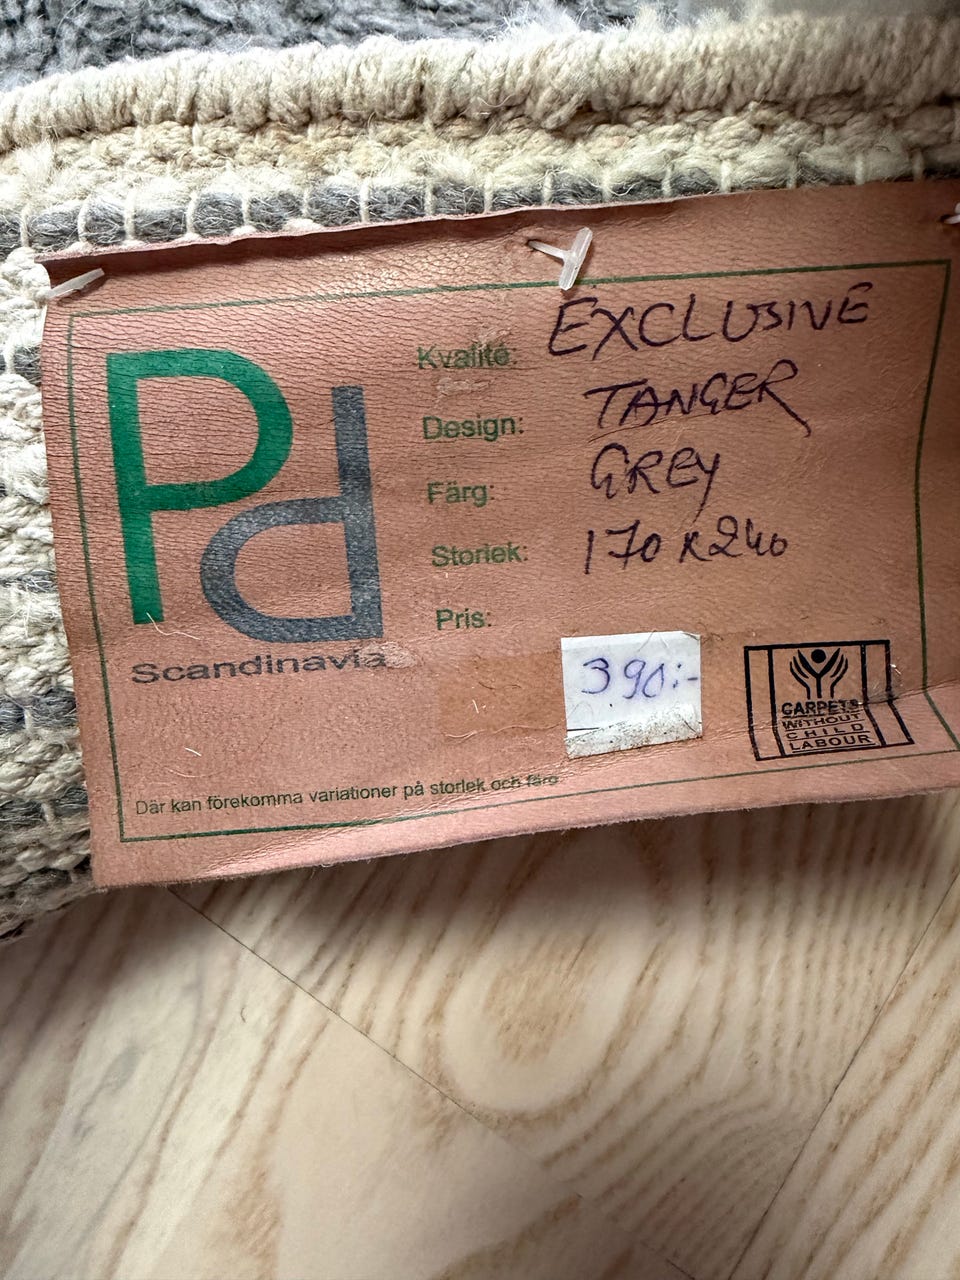 Pd
Scandinavia
Kvalité: EXCLUSIVE
Design: TANGER
Färg: GREY
Storlek: 170 x 240
Pris:
390:-
CARPETS
WITHOUT
CHILD
LABOUR
Där kan förekomma variationer på storlek och färg